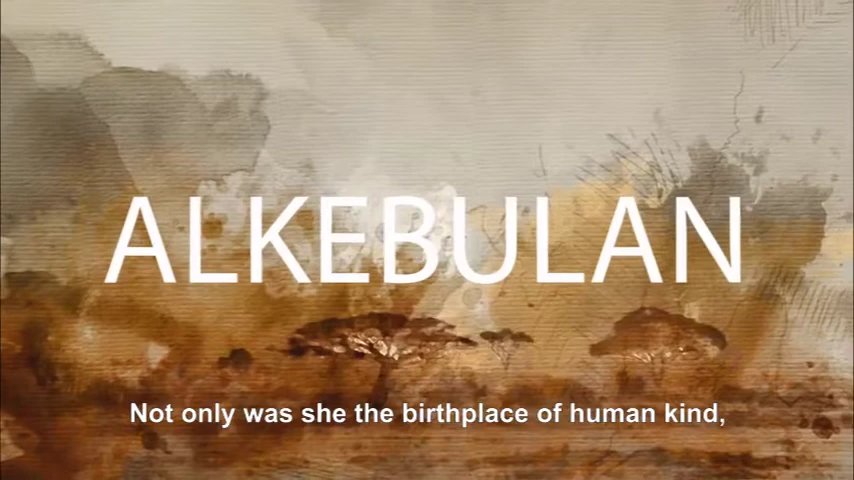 ALKEBULAN
Not only was she the birthplace of human kind,